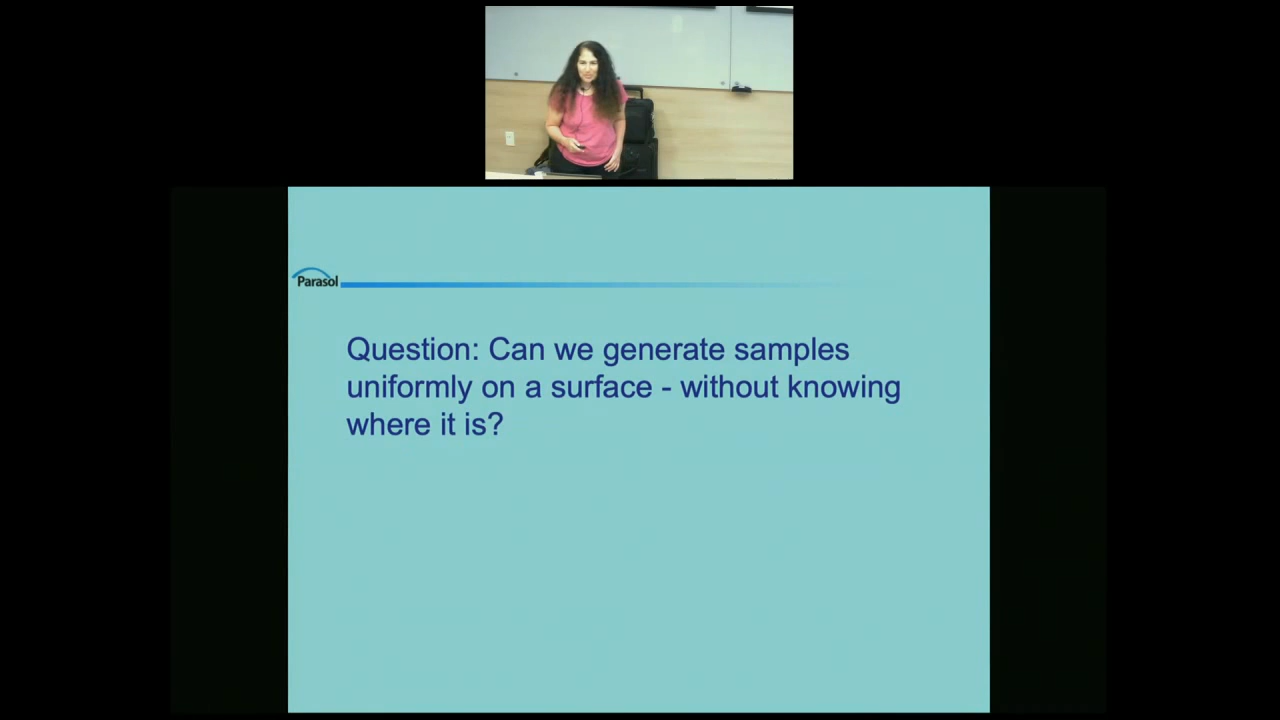 Parasol
Question: Can we generate samples
uniformly on a surface - without knowing
where it is?